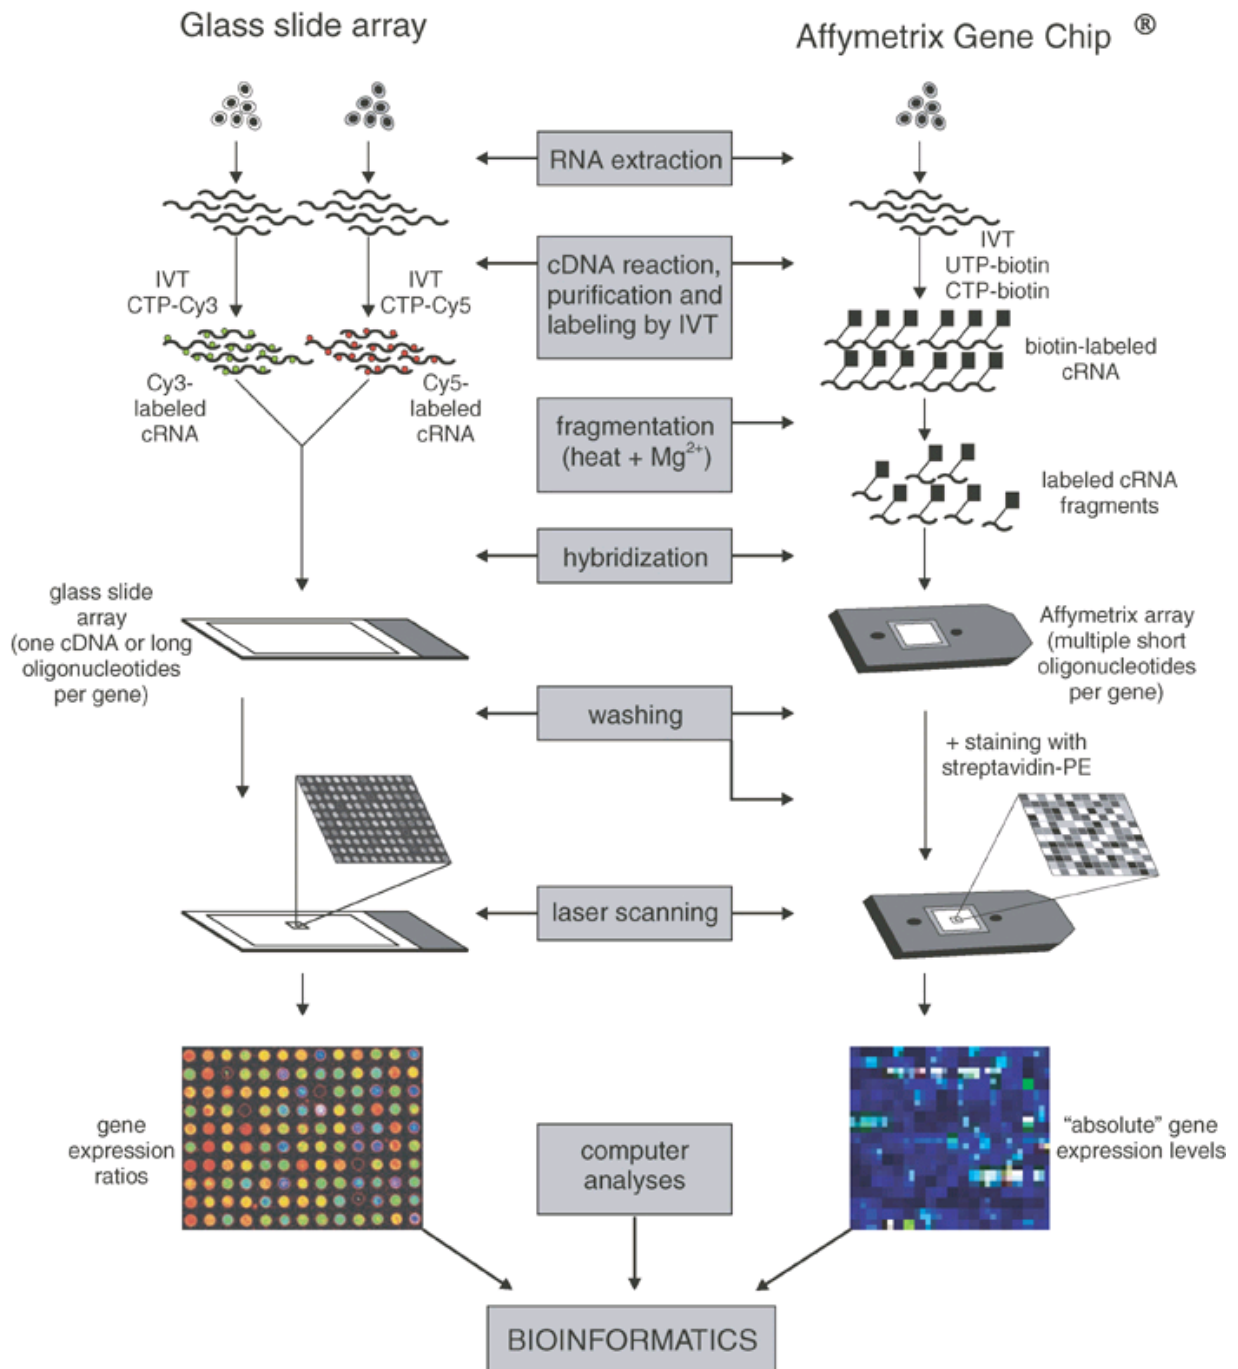 Glass slide array
Affymetrix Gene Chip ®
RNA extraction
IVT
CTP-Cy3
IVT
CTP-Cy5
cDNA reaction,
purification and
labeling by IVT
IVT
UTP-biotin
CTP-biotin
Cy3-
labeled
cRNA
Cy5-
labeled
cRNA
biotin-labeled
cRNA
fragmentation
(heat + Mg²⁺)
labeled cRNA
fragments
hybridization
glass slide
array
(one cDNA or long
oligonucleotides
per gene)
Affymetrix array
(multiple short
oligonucleotides
per gene)
washing
+ staining with
streptavidin-PE
laser scanning
gene
expression
ratios
computer
analyses
“absolute” gene
expression levels
BIOINFORMATICS